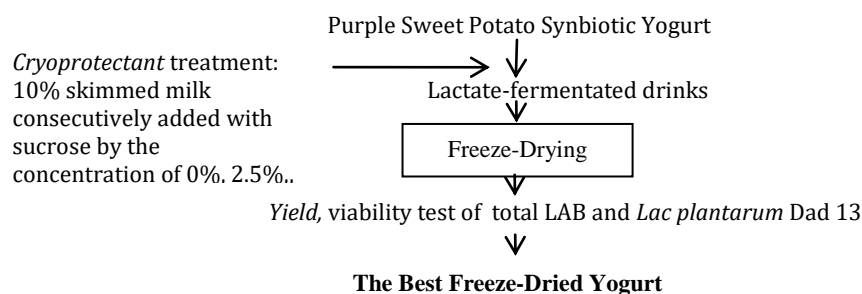 Purple Sweet Potato Synbiotic Yogurt
Cryoprotectant treatment:
10% skimmed milk
consecutively added with
sucrose by the
concentration of 0%. 2.5%..
Lactate-fermentated drinks
Freeze-Drying
Yield, viability test of total LAB and Lac plantarum Dad 13
The Best Freeze-Dried Yogurt